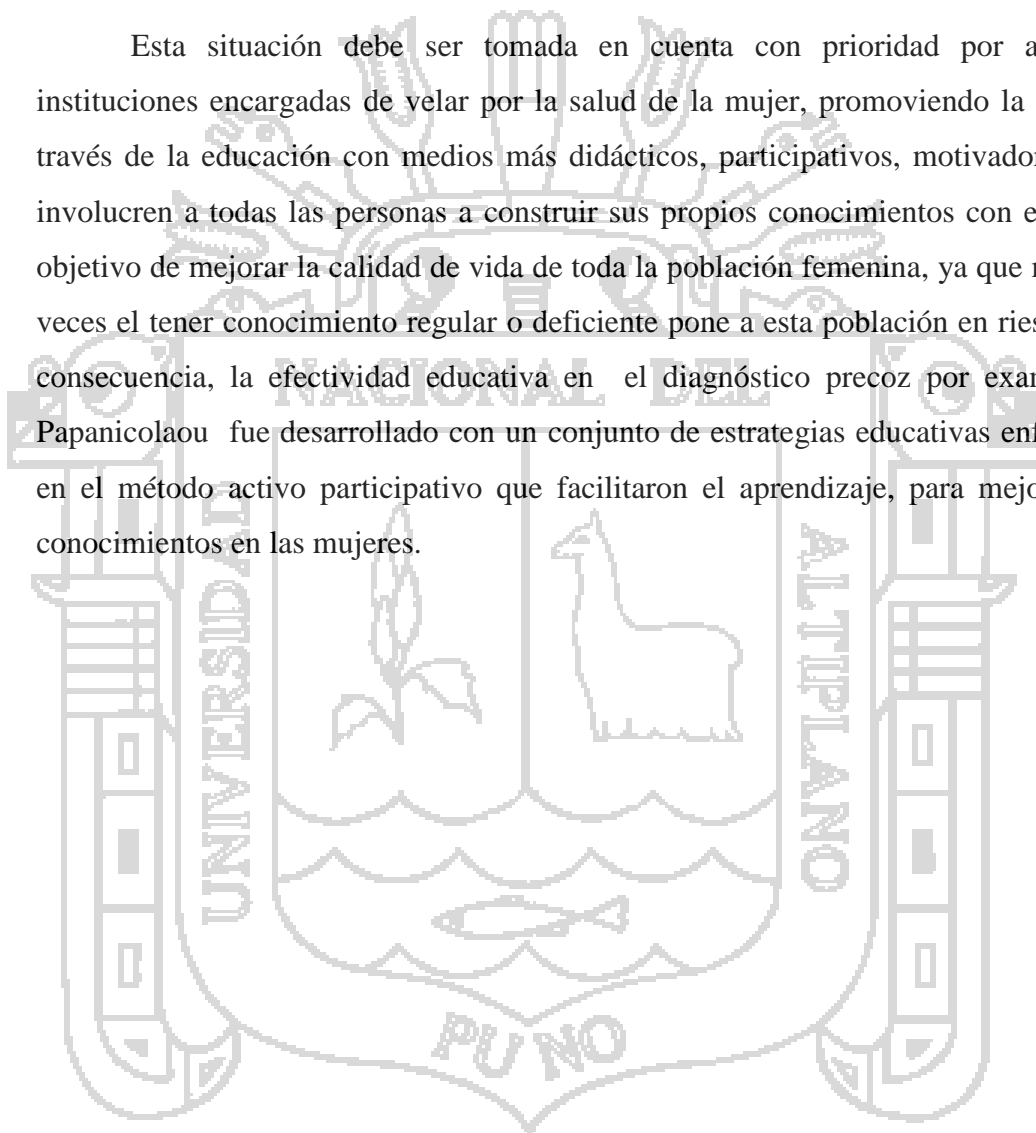 Esta situación debe ser tomada en cuenta con prioridad por
instituciones encargadas de velar por la salud de la mujer, promoviendo la
través de la educación con medios más didácticos, participativos,
involucren a todas las personas a construir sus propios conocimientos con
objetivo de mejorar la calidad de vida de toda la población femenina, ya que
veces el tener conocimiento regular o deficiente pone a esta población en
consecuencia, la efectividad educativa en el diagnóstico precoz por
Papanicolaou fue desarrollado con un conjunto de estrategias educativas
en el método activo participativo que facilitaron el aprendizaje, para
conocimientos en las mujeres.
NACIONAL DEL
UNIVERSIDAD
ALTIPLANO
PUNO